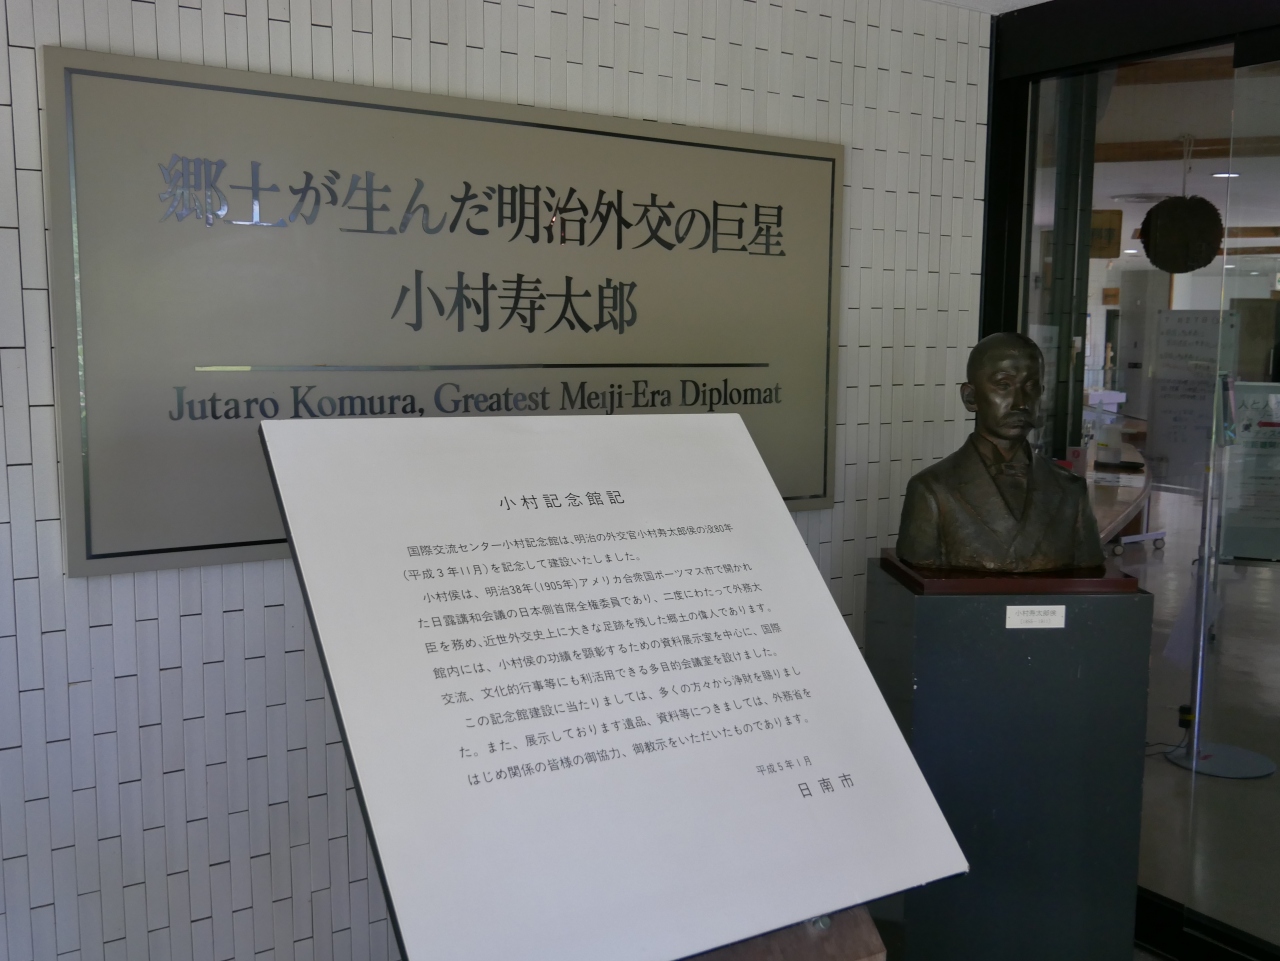 郷土が生んだ明治外交の巨星
小村寿太郎
Jutaro Komura, Greatest Meiji-Era Diplomat
小村記念館記
国際交流センター小村記念館は、明治の外交官小村寿太郎侯の没80年
(平成3年11月)を記念して建設いたしました。
小村侯は、明治38年(1905年)アメリカ合衆国ポーツマス市で開かれ
た日露講和会議の日本側首席全権委員であり、二度にわたって外務大
臣を務め、近世外交史上に大きな足跡を残した郷土の偉人であります。
館内には、小村侯の功績を顕彰するための資料展示室を中心に、国際
交流、文化的行事等にも利活用できる多目的会議室を設けました。
この記念館建設に当たりましては、多くの方々から浄財を賜りまし
た。また、展示しております遺品、資料等につきましては、外務省を
はじめ関係の皆様の御協力、御教示をいただいたものであります。
平成5年1月
日南市
小村寿太郎侯